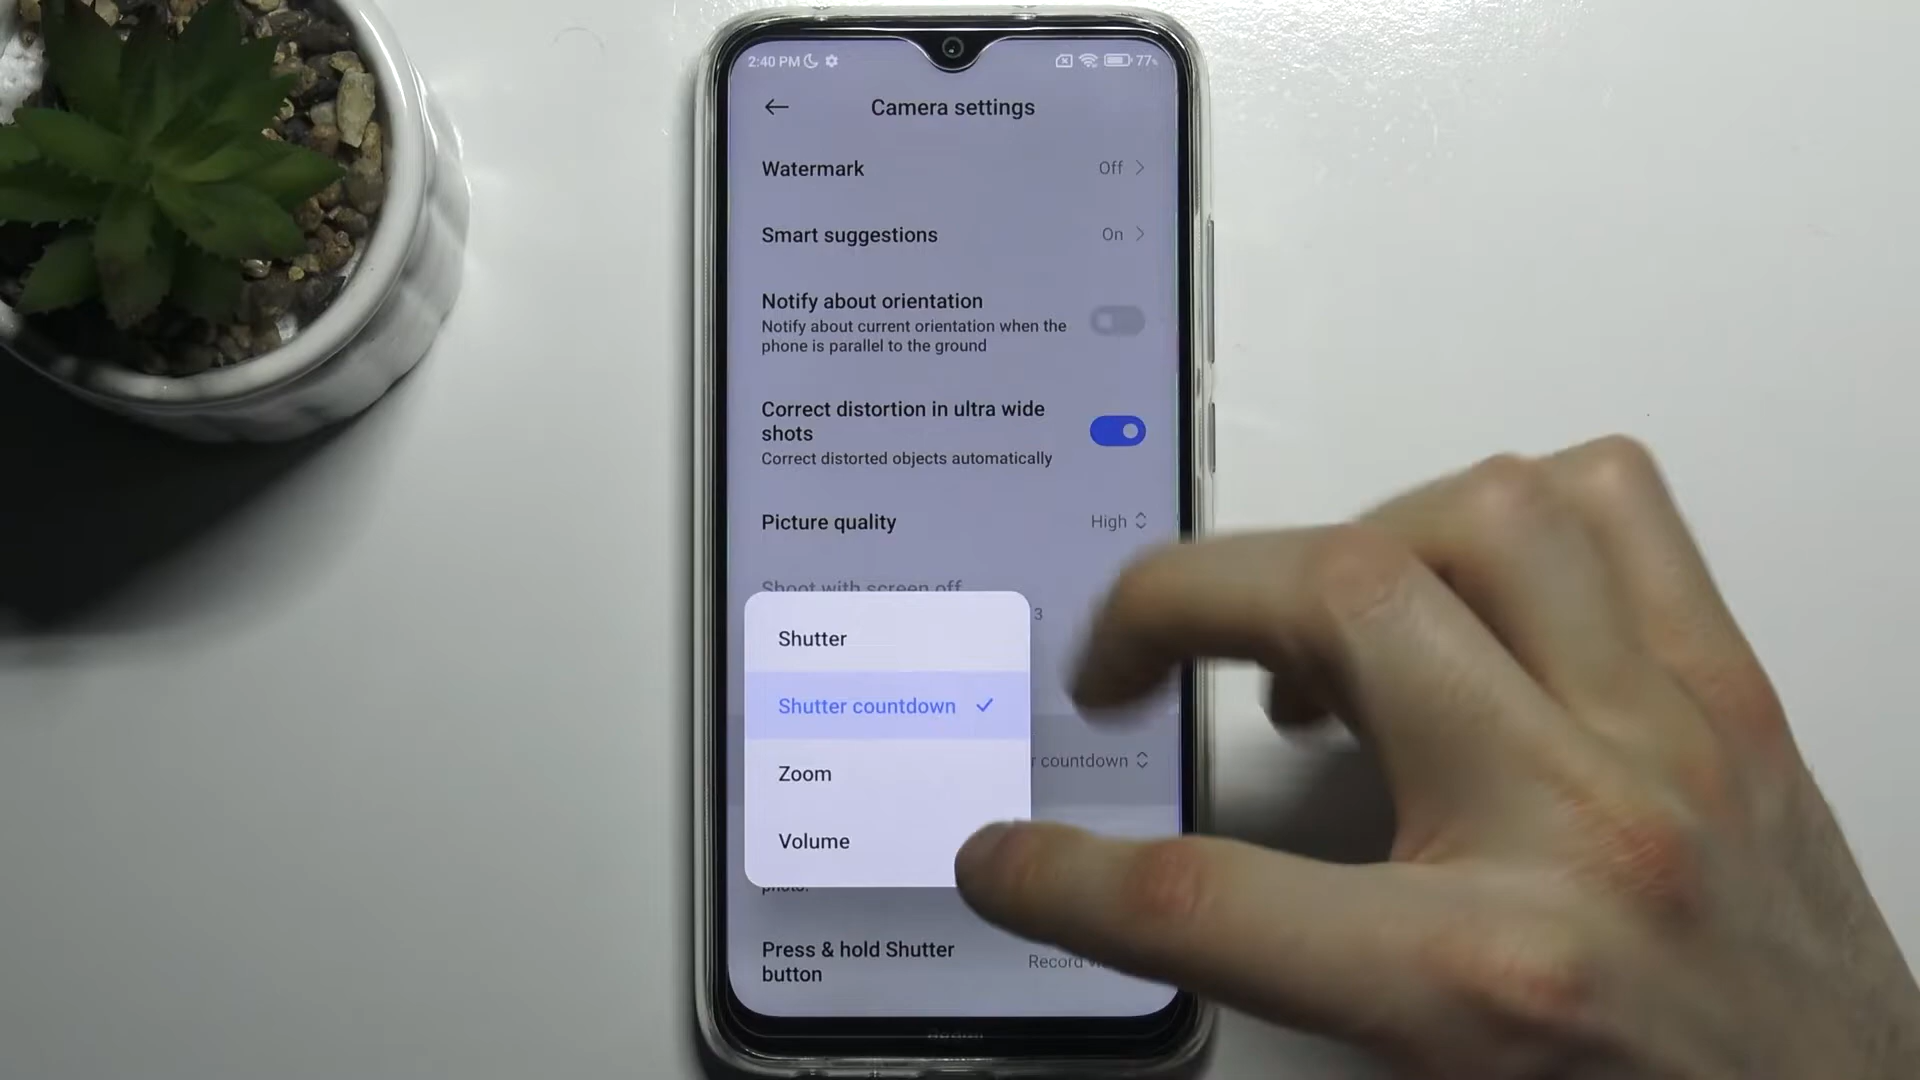 2:40 PM 77%
Camera settings
Watermark Off
Smart suggestions On
Notify about orientation
Notify about current orientation when the
phone is parallel to the ground
Correct distortion in ultra wide
shots
Correct distorted objects automatically
Picture quality High
Shoot with screen off
3
Shutter
Shutter countdown
r countdown
Zoom
Volume
photo.
Press & hold Shutter
button
Record